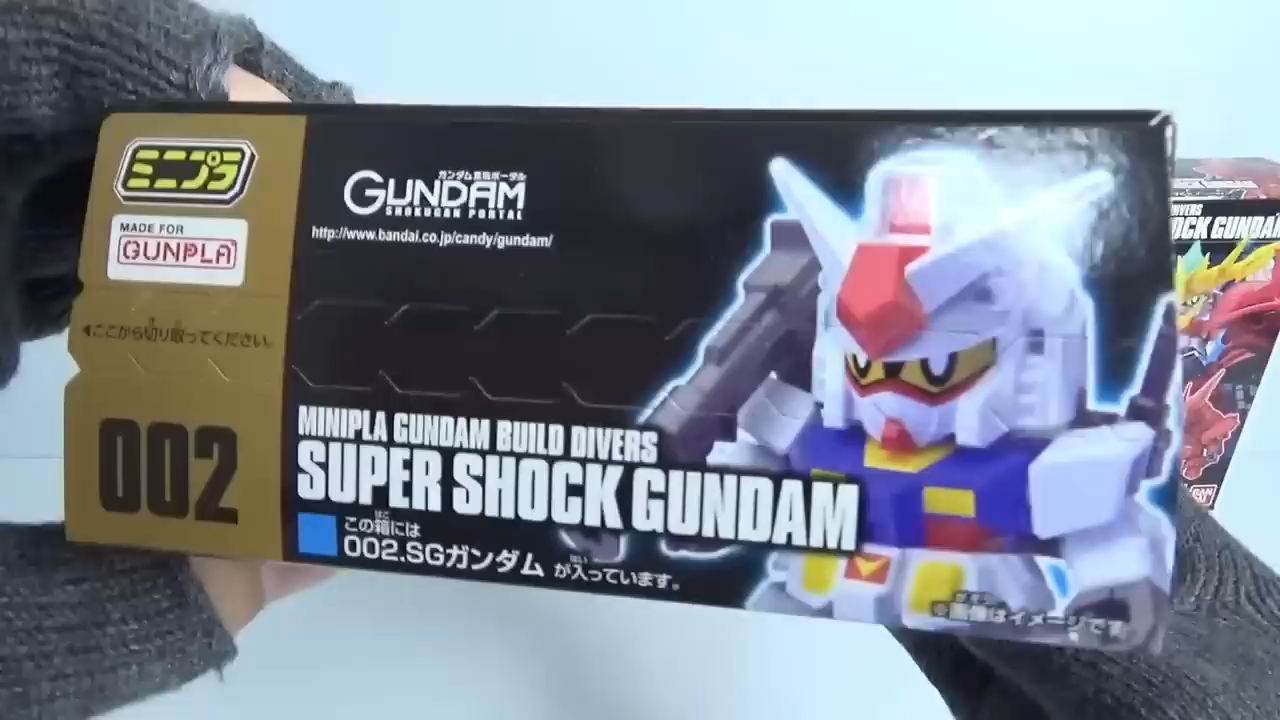 ミニプラ
MADE FOR
GUNPLA
◀ここから切り取ってください。
002
ガンダム食玩ポータル
GUNDAM
SHOKUGAN PORTAL
http://www.bandai.co.jp/candy/gundam/
MINIPLA GUNDAM BUILD DIVERS
SUPER SHOCK GUNDAM
この箱には
002.SGガンダム が入っています。
※画像はイメージです